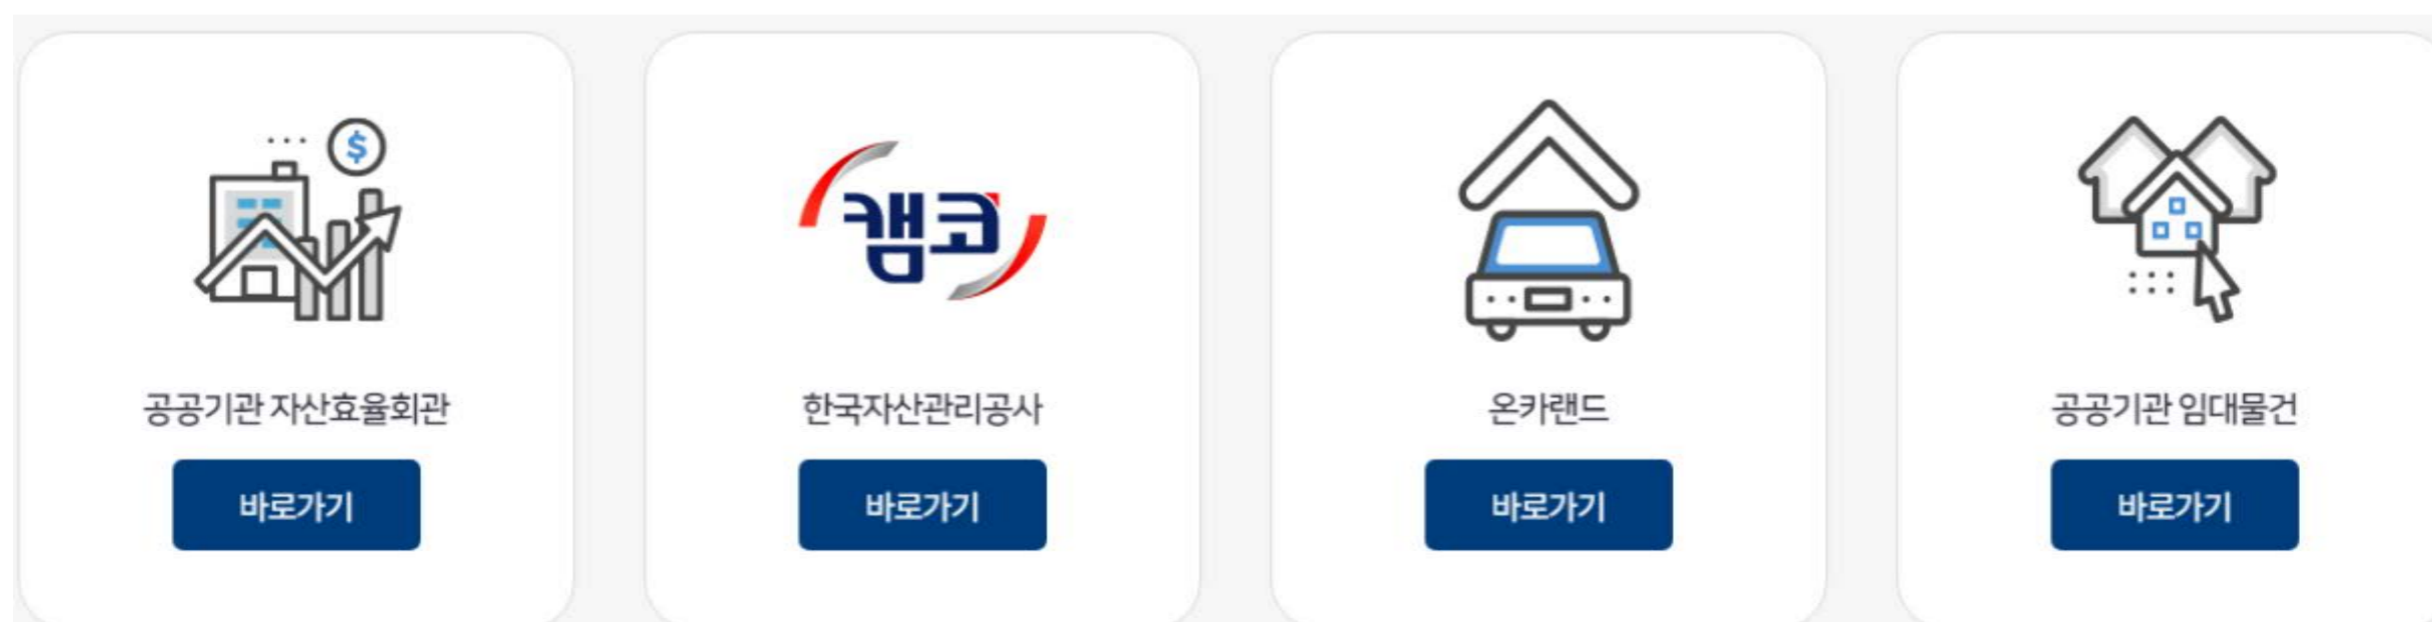 $
캠코
공공기관 자산효율회관
한국자산관리공사
온카랜드
공공기관 임대물건
바로가기
바로가기
바로가기
바로가기